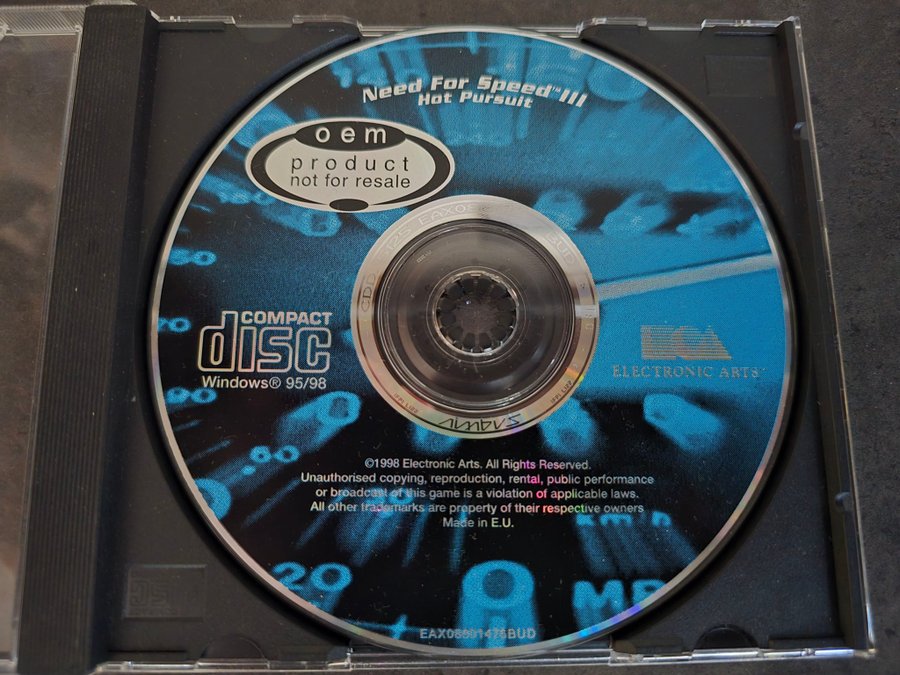 Need For Speed™ III
Hot Pursuit
oem
product
not for resale
COMPACT
disc
Windows® 95/98
ELECTRONIC ARTS™
©1998 Electronic Arts. All Rights Reserved.
Unauthorised copying, reproduction, rental, public performance
or broadcast of this game is a violation of applicable laws.
All other trademarks are property of their respective owners
Made in E.U.
km/h
20